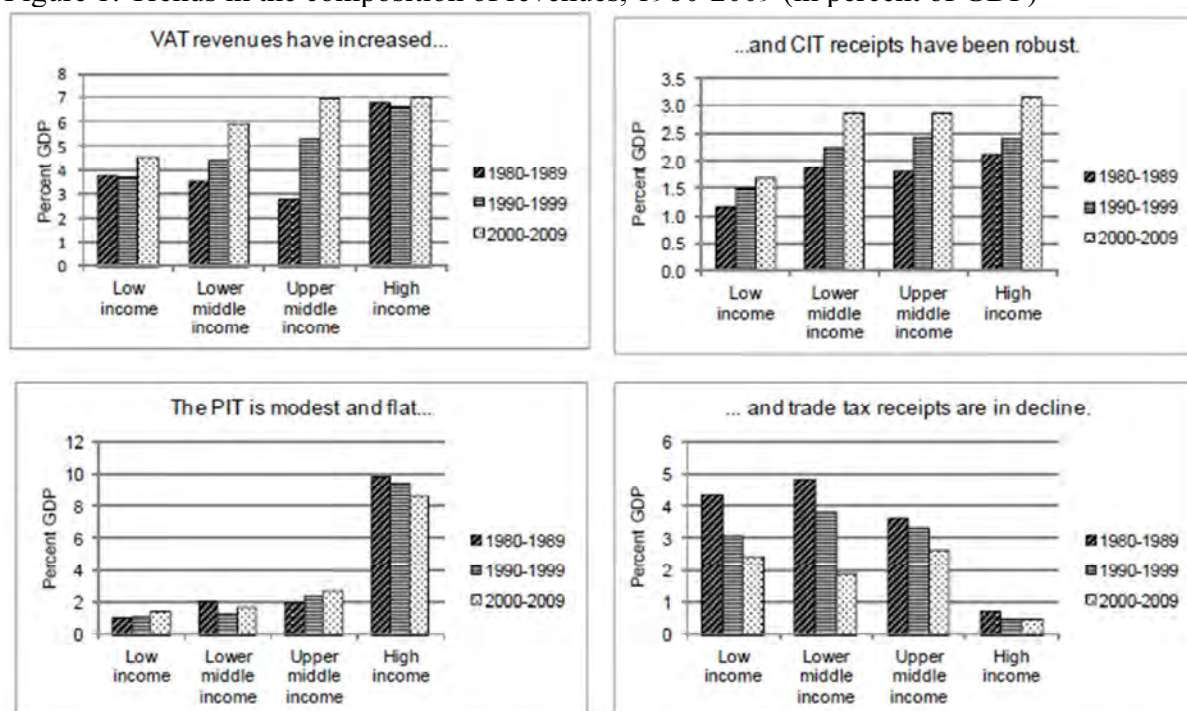 Figure 1: Trends in the composition of revenues, 1980-2009 (in percent of GDP)
VAT revenues have increased...
Percent GDP
8
7
6
5
4
3
2
1
0
Low income
Lower middle income
Upper middle income
High income
1980-1989
1990-1999
2000-2009
...and CIT receipts have been robust.
Percent GDP
3.5
3.0
2.5
2.0
1.5
1.0
0.5
0.0
Low income
Lower middle income
Upper middle income
High income
1980-1989
1990-1999
2000-2009
The PIT is modest and flat...
Percent GDP
12
10
8
6
4
2
0
Low income
Lower middle income
Upper middle income
High income
1980-1989
1990-1999
2000-2009
... and trade tax receipts are in decline.
Percent GDP
6
5
4
3
2
1
0
Low income
Lower middle income
Upper middle income
High income
1980-1989
1990-1999
2000-2009